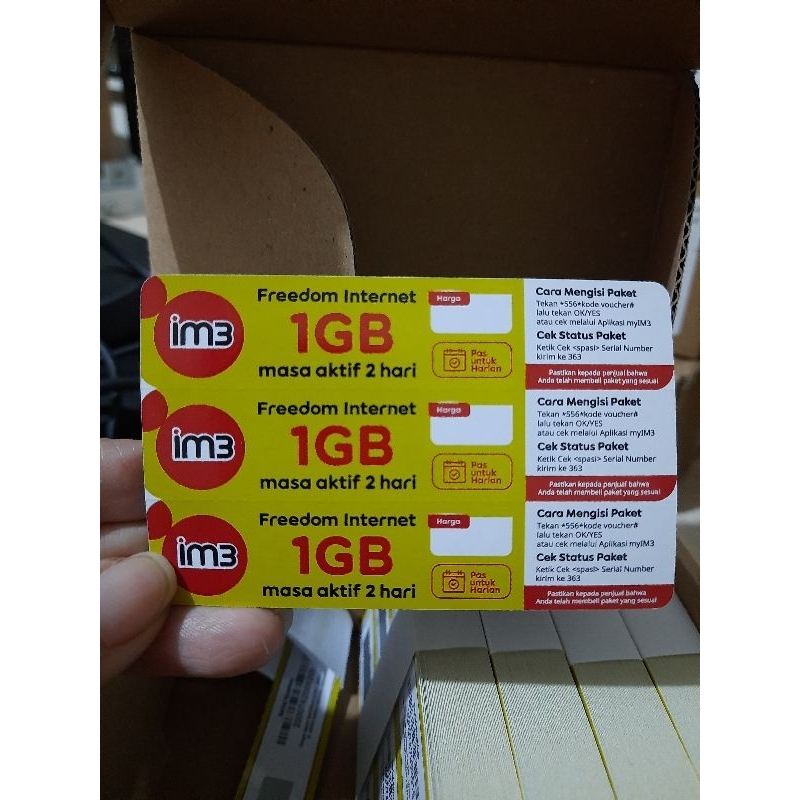 im3
Freedom Internet
1GB
masa aktif 2 hari
Harga
Pas
untuk
Harian
Cara Mengisi Paket
Tekan *556*kode voucher#
lalu tekan OK/YES
atau cek melalui Aplikasi myIM3
Cek Status Paket
Ketik Cek <spasi> Serial Number
kirim ke 363
Pastikan kepada penjual bahwa
Anda telah membeli paket yang sesuai
im3
Freedom Internet
1GB
masa aktif 2 hari
Harga
Pas
untuk
Harian
Cara Mengisi Paket
Tekan *556*kode voucher#
lalu tekan OK/YES
atau cek melalui Aplikasi myIM3
Cek Status Paket
Ketik Cek <spasi> Serial Number
kirim ke 363
Pastikan kepada penjual bahwa
Anda telah membeli paket yang sesuai
im3
Freedom Internet
1GB
masa aktif 2 hari
Harga
Pas
untuk
Harian
Cara Mengisi Paket
Tekan *556*kode voucher#
lalu tekan OK/YES
atau cek melalui Aplikasi myIM3
Cek Status Paket
Ketik Cek <spasi> Serial Number
kirim ke 363
Pastikan kepada penjual bahwa
Anda telah membeli paket yang sesuai